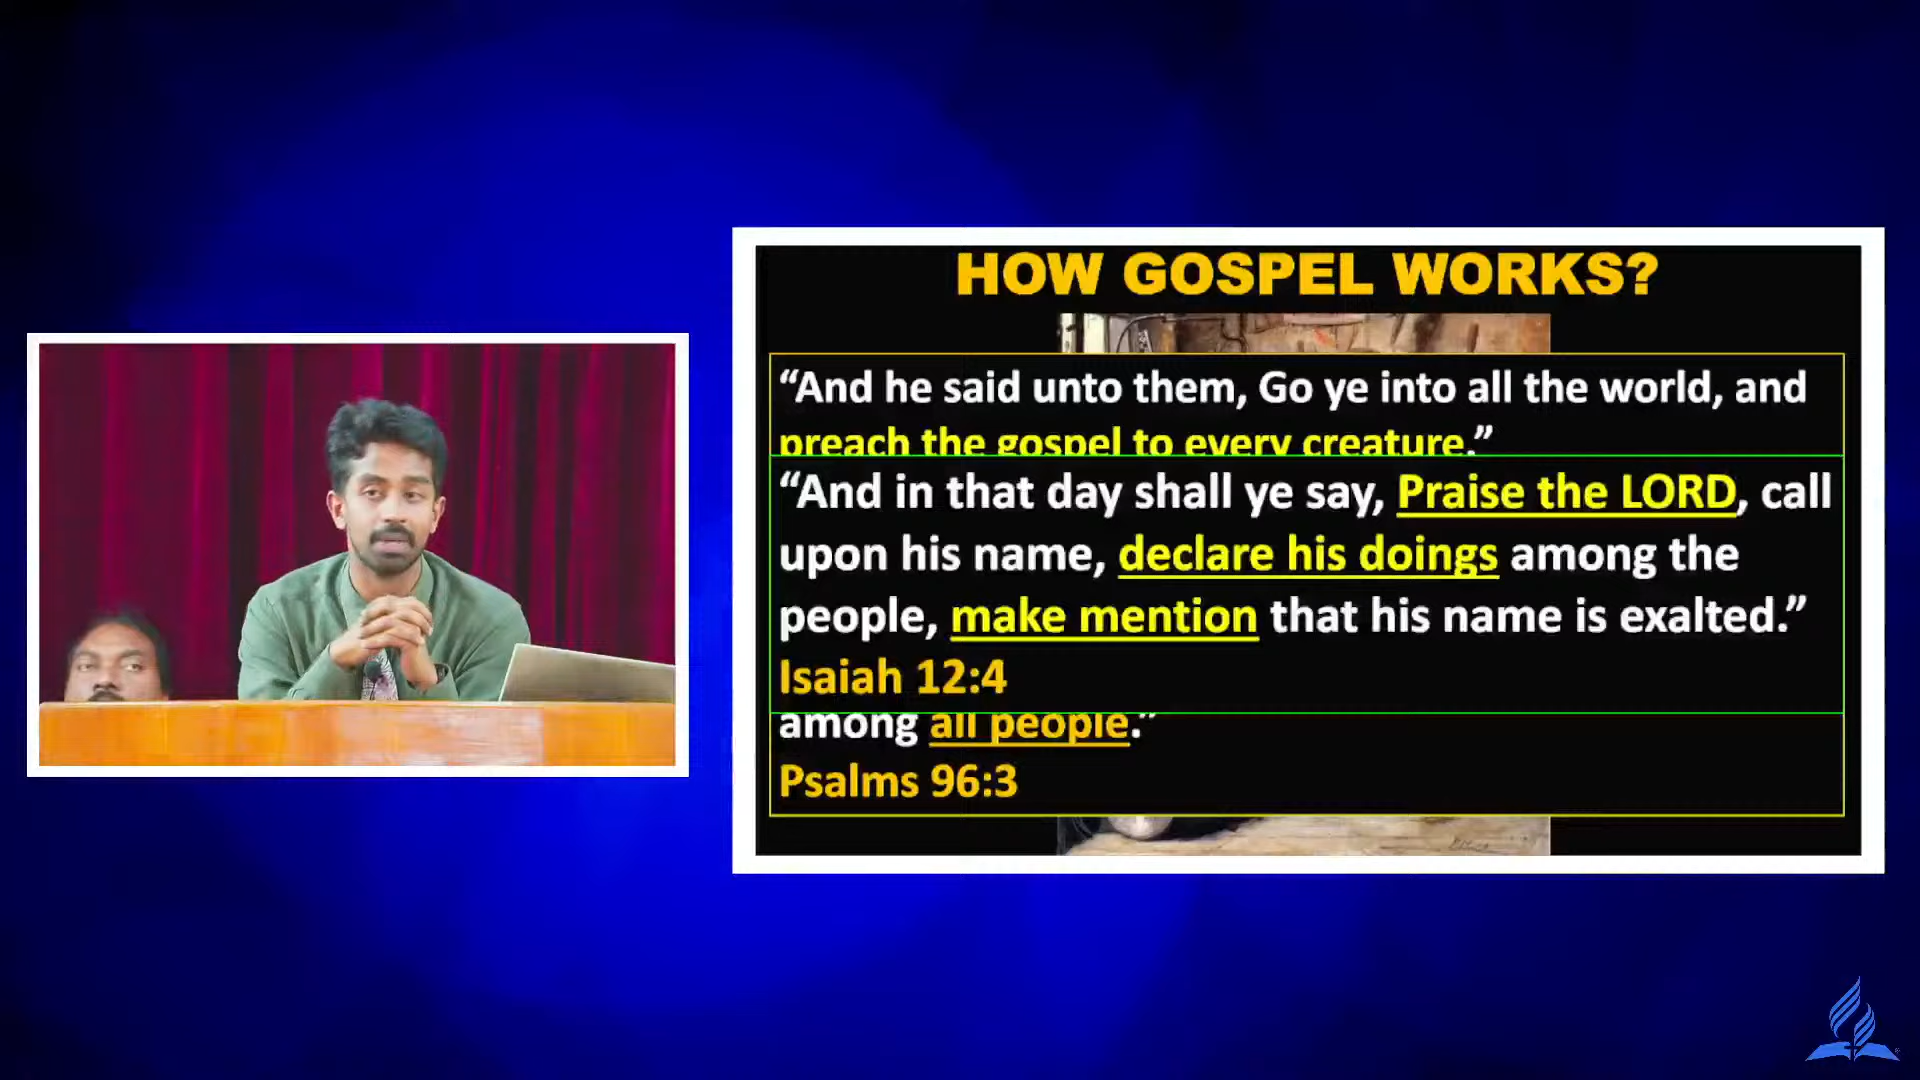 HOW GOSPEL WORKS?
“And he said unto them, Go ye into all the world, and
preach the gospel to every creature.”
“And in that day shall ye say, Praise the LORD, call
upon his name, declare his doings among the
people, make mention that his name is exalted.”
Isaiah 12:4
among all people.”
Psalms 96:3